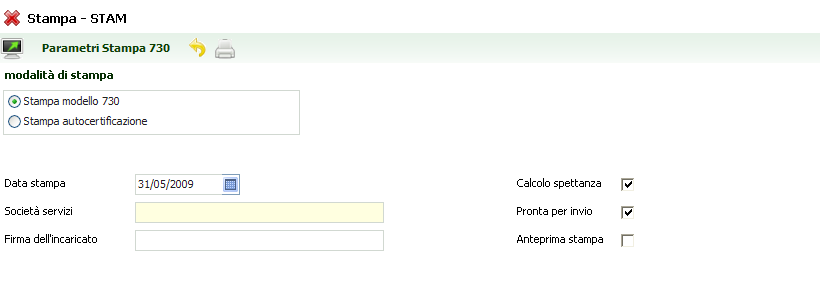 Stampa - STAM
Parametri Stampa 730
modalità di stampa
Stampa modello 730
Stampa autocertificazione
Data stampa 31/05/2009 Calcolo spettanza
Società servizi Pronta per invio
Firma dell'incaricato Anteprima stampa